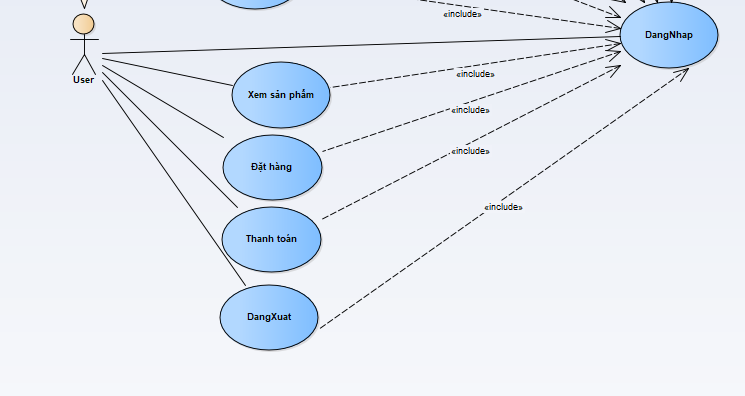 «include»
DangNhap
User
«include»
Xem sản phẩm
«include»
Đặt hàng
«include»
Thanh toán
«include»
DangXuat